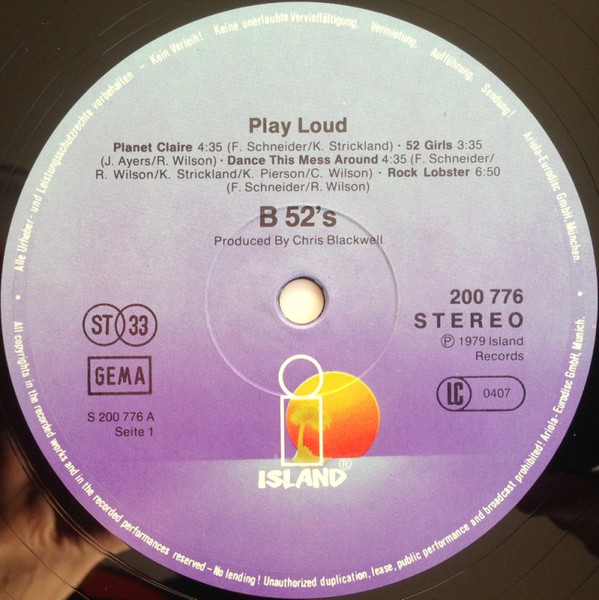 Alle Urheber- und Leistungsschutzrechte vorbehalten - Kein Verleih! Keine unerlaubte Vervielfältigung, Vermietung, Aufführung, Sendung! Ariola-Eurodisc GmbH München.
Play Loud
Planet Claire 4:35 (F. Schneider/K. Strickland) · 52 Girls 3:35
(J. Ayers/R. Wilson) · Dance This Mess Around 4:35 (F. Schneider/
R. Wilson/K. Strickland/K. Pierson/C. Wilson) · Rock Lobster 6:50
(F. Schneider/R. Wilson)
B 52's
Produced By Chris Blackwell
ST 33
GEMA
S 200 776 A
Seite 1
200 776
STEREO
℗ 1979 Island
Records
LC 0407
ISLAND®
All copyrights in the recorded works and in the recorded performances reserved - No lending! Unauthorized duplication, lease, public performance and broadcast prohibited! Ariola-Eurodisc GmbH, Munich.